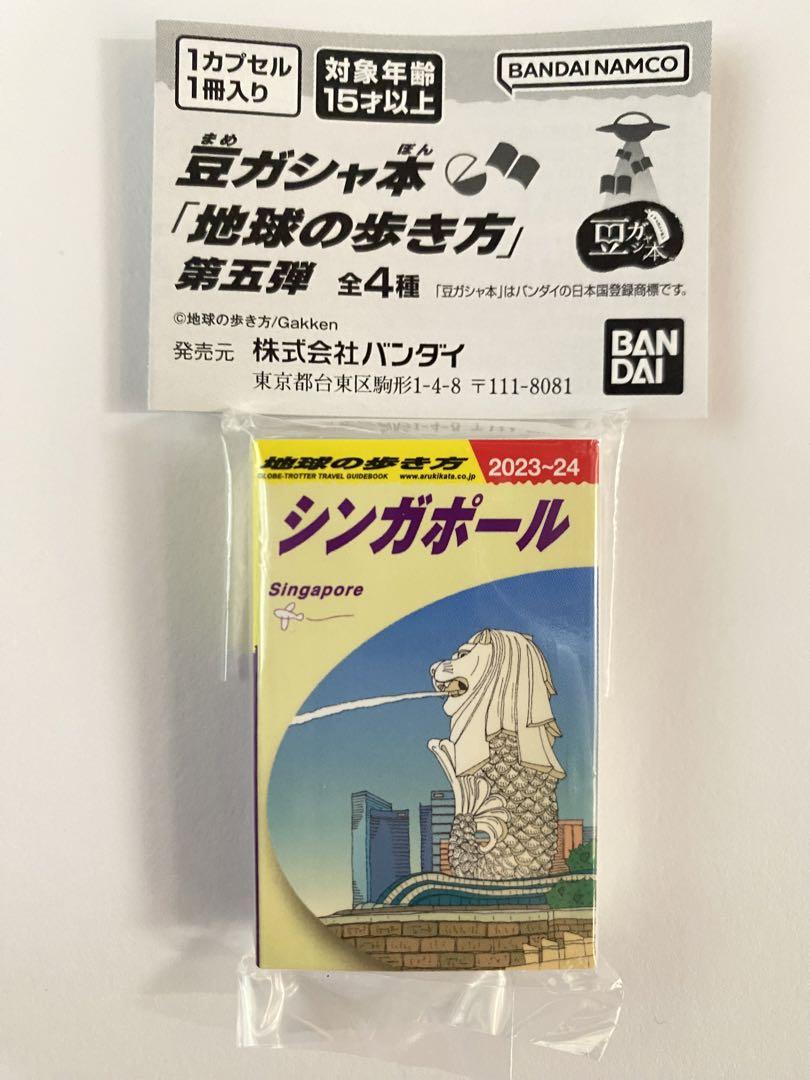 1カプセル
1冊入り
対象年齢
15才以上
BANDAI NAMCO
まめ ぼん
豆ガシャ本
「地球の歩き方」
豆ガシャ本
第五弾 全4種 「豆ガシャ本」はバンダイの日本国登録商標です。
©地球の歩き方/Gakken
発売元 株式会社バンダイ
東京都台東区駒形1-4-8 〒111-8081
BAN
DAI
地球の歩き方 2023~24
GLOBE-TROTTER TRAVEL GUIDEBOOK www.arukikata.co.jp
シンガポール
Singapore